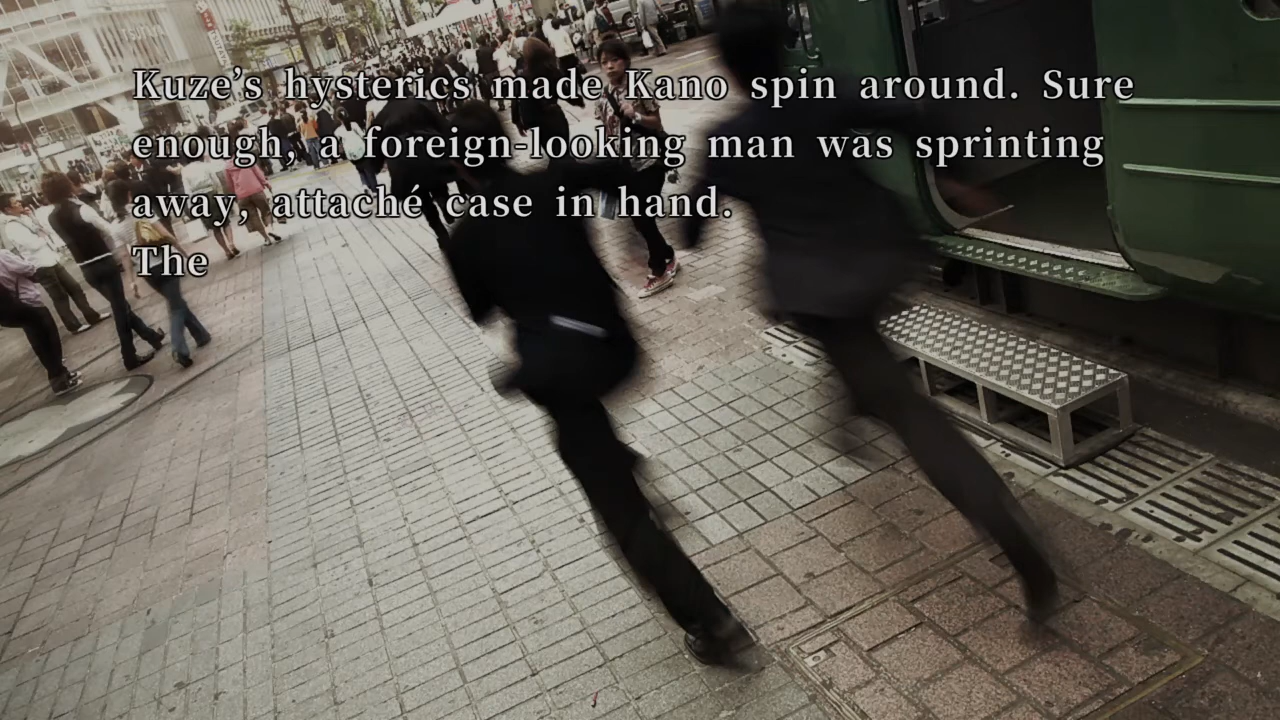 Kuze’s hysterics made Kano spin around. Sure
enough, a foreign-looking man was sprinting
away, attaché case in hand.
The